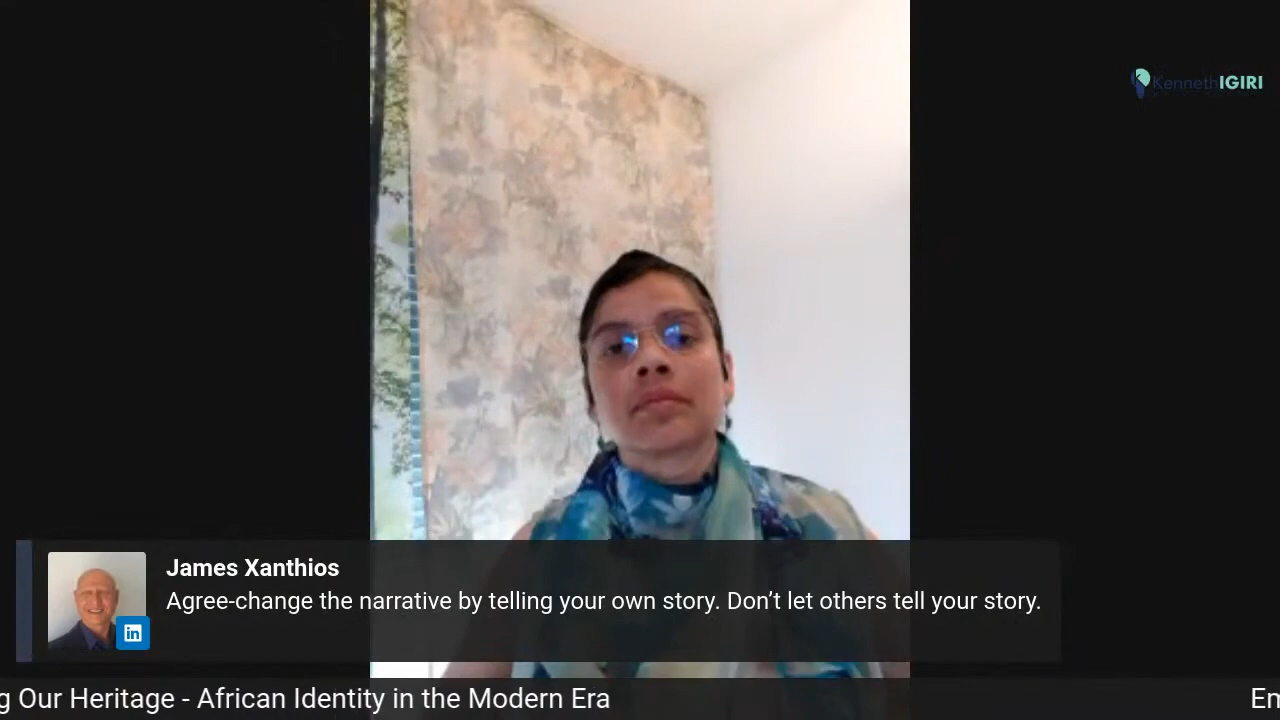 KennethIGIRI
James Xanthios
Agree-change the narrative by telling your own story. Don’t let others tell your story.
in
g Our Heritage - African Identity in the Modern Era
Em